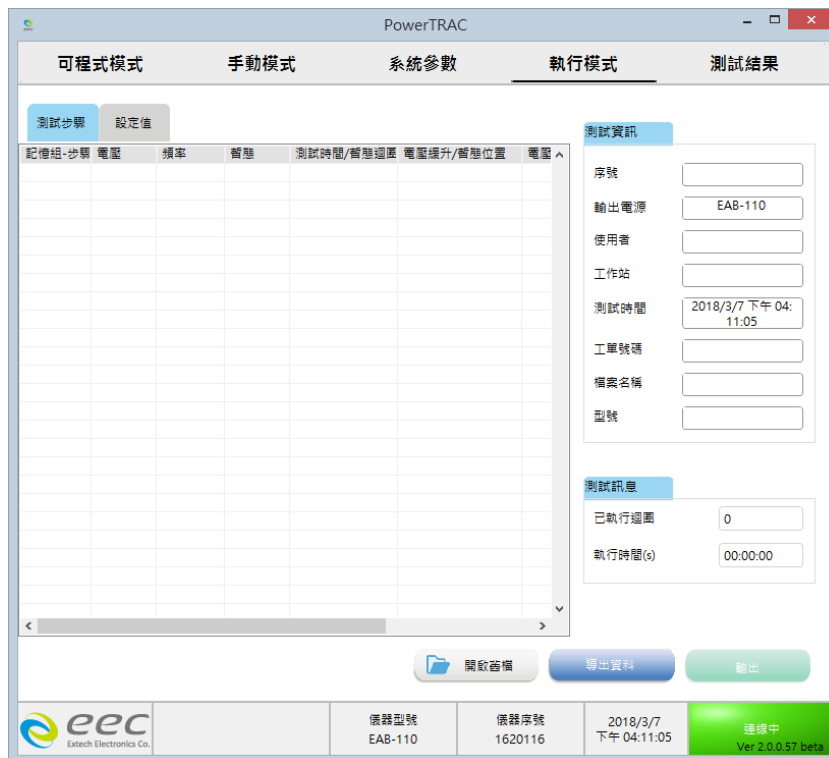 PowerTRAC
可程式模式 手動模式 系統參數 執行模式 測試結果
測試步驟 設定值
記憶組-步驟 電壓 頻率 暫態 測試時間/暫態迴圈 電壓緩升/暫態位置 電壓
測試資訊
序號
輸出電源 EAB-110
使用者
工作站
測試時間 2018/3/7 下午 04:
11:05
工單號碼
檔案名稱
型號
測試訊息
已執行迴圈 0
執行時間(s) 00:00:00
開啟舊檔 導出資料 輸出
eec
Extech Electronics Co.
儀器型號
EAB-110
儀器序號
1620116
2018/3/7
下午 04:11:05
連線中
Ver 2.0.0.57 beta